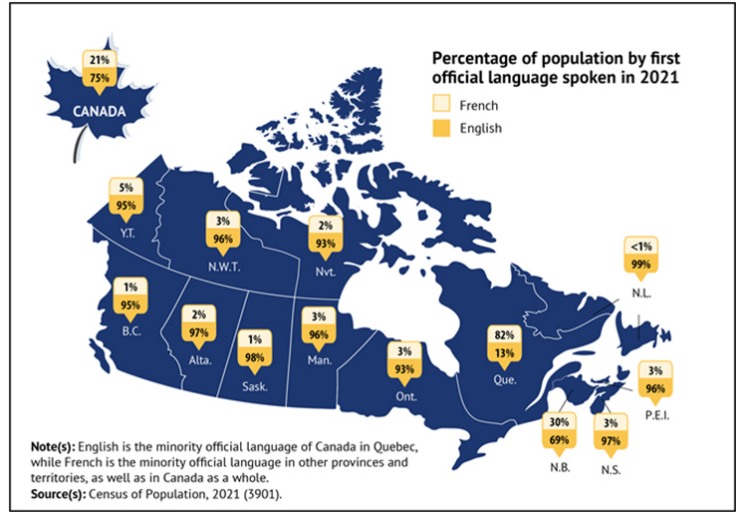 21%
75%
CANADA
Percentage of population by first
official language spoken in 2021
French
English
5%
95%
Y.T.
3%
96%
N.W.T.
2%
93%
Nvt.
<1%
99%
N.L.
1%
95%
B.C.
2%
97%
Alta.
1%
98%
Sask.
3%
96%
Man.
3%
93%
Ont.
82%
13%
Que.
3%
96%
P.E.I.
30%
69%
N.B.
3%
97%
N.S.
Note(s): English is the minority official language of Canada in Quebec,
while French is the minority official language in other provinces and
territories, as well as in Canada as a whole.
Source(s): Census of Population, 2021 (3901).